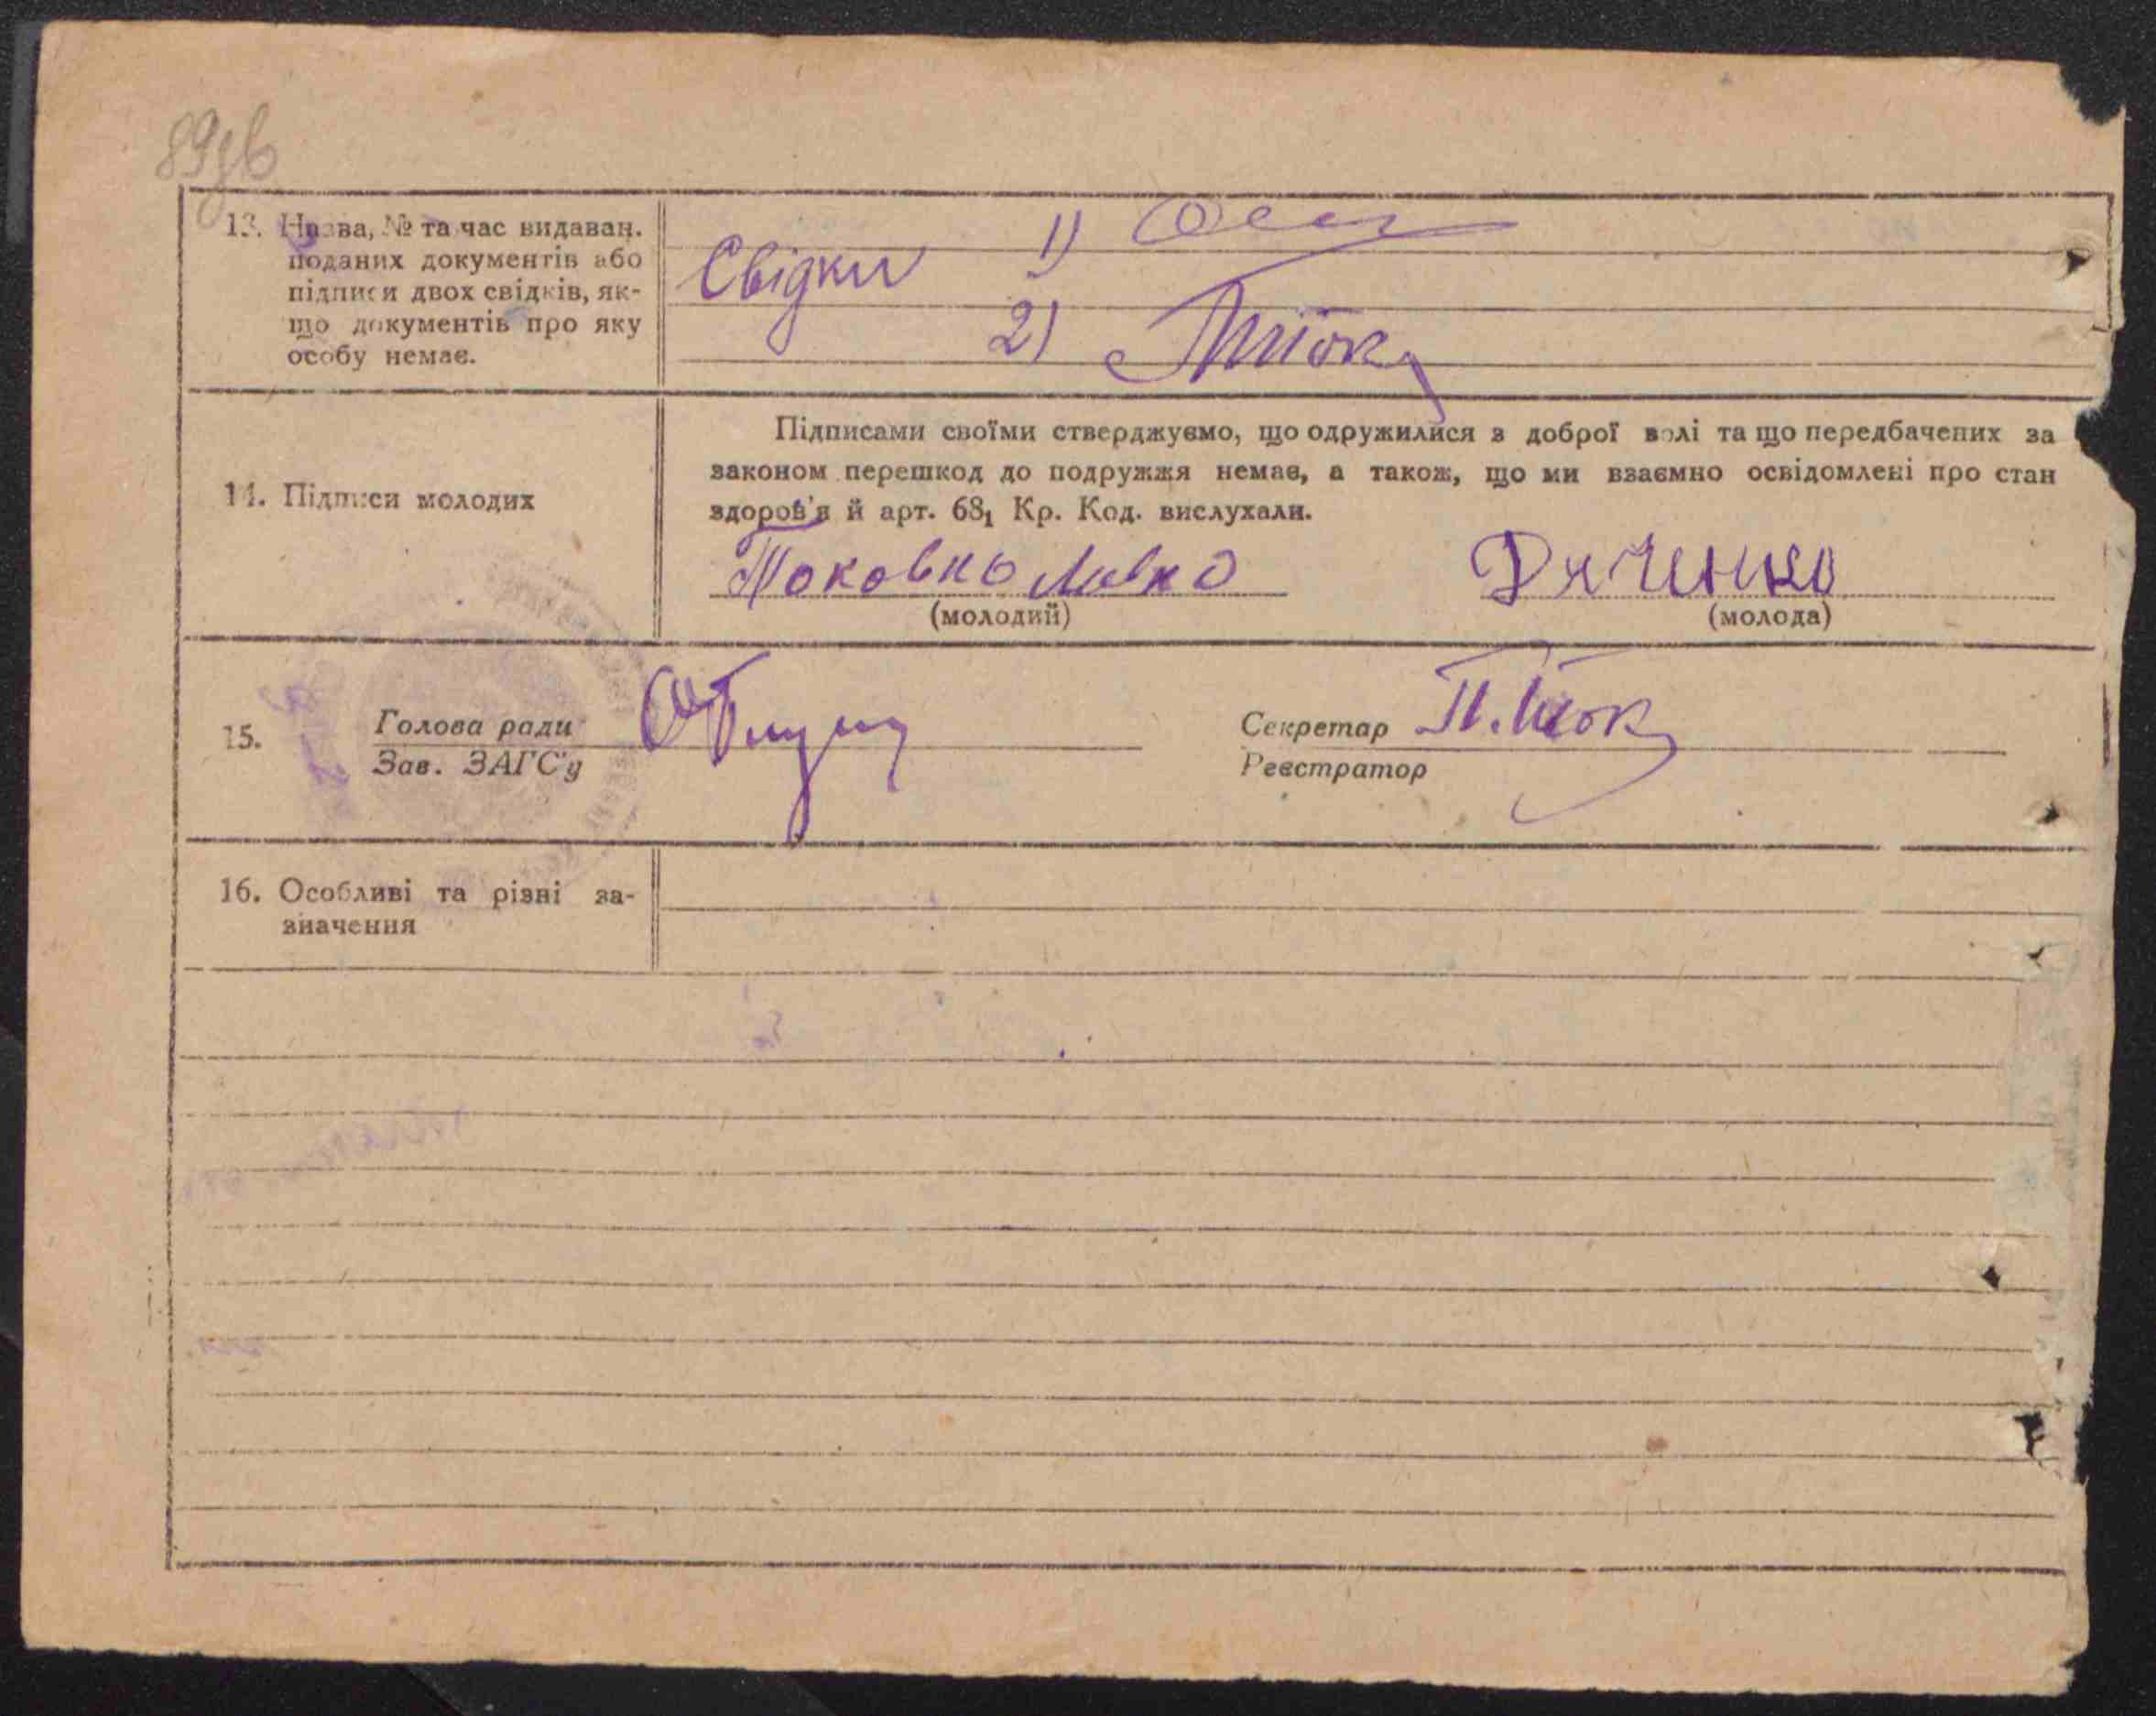 13. Назва, № та час видаван.
поданих документів або
підписи двох свідків, як-
що документів про яку
особу немає.
Свідки 1)
2)
14. Підписи молодих
Підписами своїми стверджуємо, що одружилися з доброї волі та що передбачених за
законом перешкод до подружжя немає, а також, що ми взаємно освідомлені про стан
здоров'я й арт. 68₁ Кр. Код. вислухали.
Дяченко
(молодий) (молода)
15. Голова ради Секретар
Зав. ЗАГС'у Реєстратор
16. Особливі та різні за-
значення